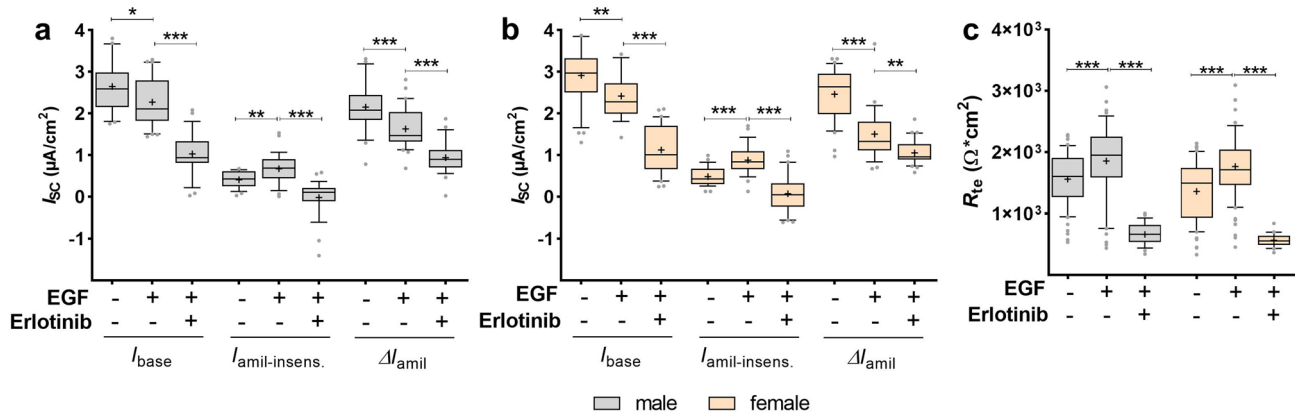 a
I_SC (µA/cm²)
4
3
2
1
0
-1
* *** ** *** *** ***
EGF - + + - + + - + +
Erlotinib - - + - - + - - +
I_base I_amil-insens. ΔI_amil
b
I_SC (µA/cm²)
4
3
2
1
0
-1
** *** *** *** *** **
EGF - + + - + + - + +
Erlotinib - - + - - + - - +
I_base I_amil-insens. ΔI_amil
c
R_te (Ω*cm²)
4×10³
3×10³
2×10³
1×10³
*** *** *** ***
EGF - + + - + +
Erlotinib - - + - - +
male female